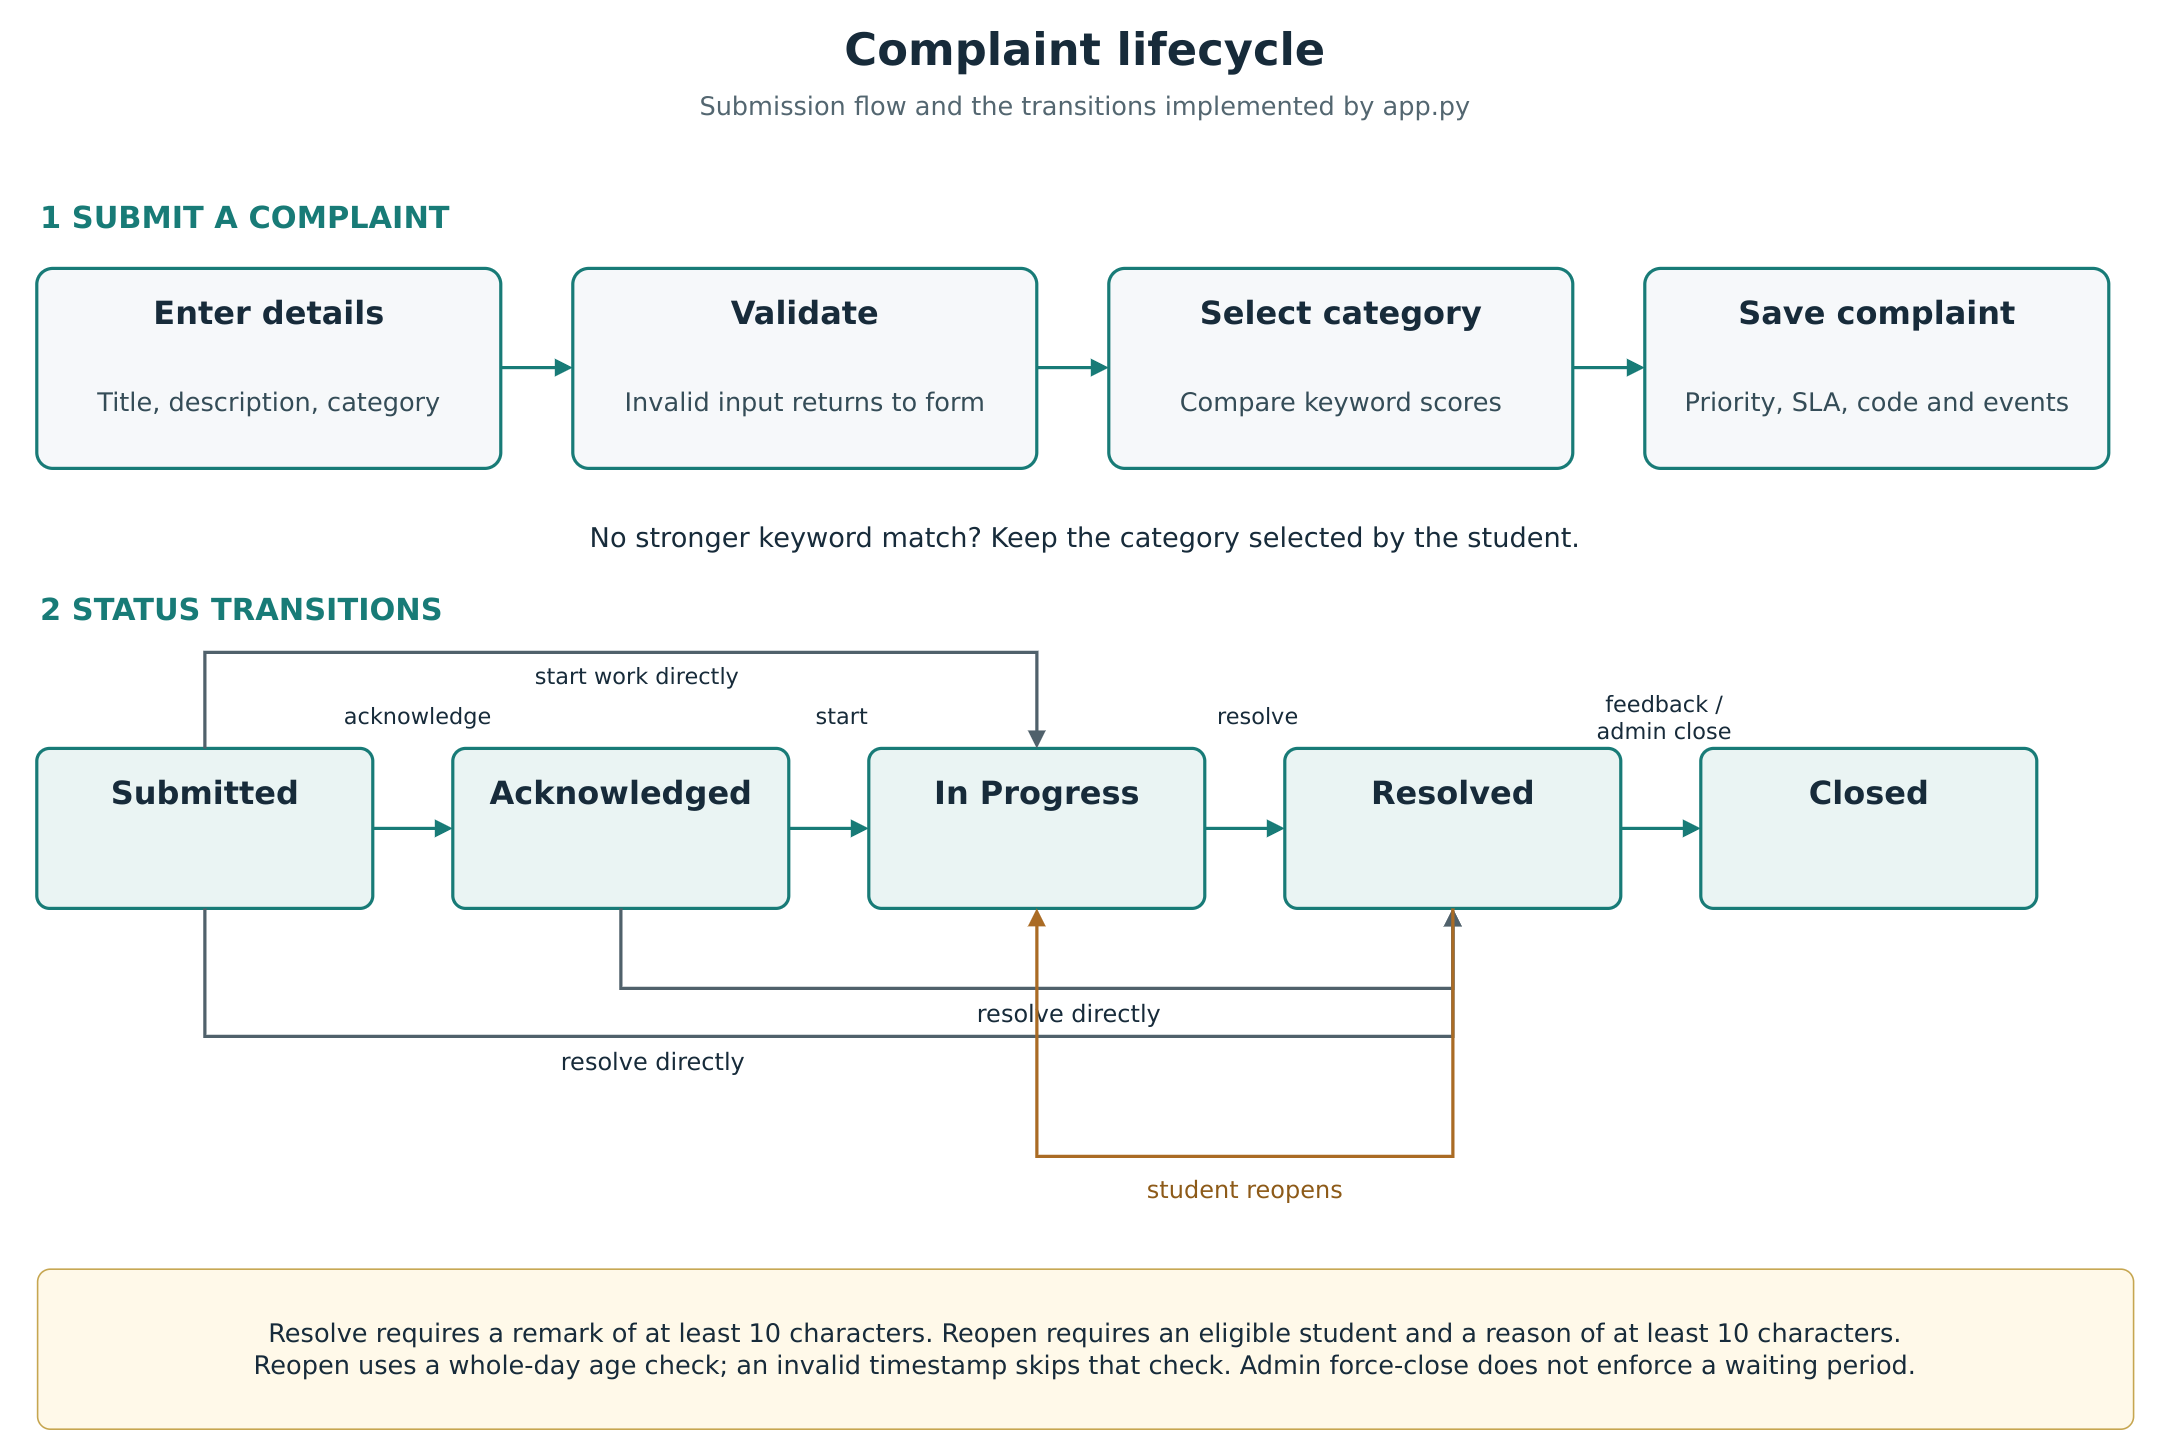 Complaint lifecycle
Submission flow and the transitions implemented by app.py
1 SUBMIT A COMPLAINT
Enter details
Title, description, category
Validate
Invalid input returns to form
Select category
Compare keyword scores
Save complaint
Priority, SLA, code and events
No stronger keyword match? Keep the category selected by the student.
2 STATUS TRANSITIONS
start work directly
acknowledge
start
resolve
feedback /
admin close
Submitted
Acknowledged
In Progress
Resolved
Closed
resolve directly
resolve directly
student reopens
Resolve requires a remark of at least 10 characters. Reopen requires an eligible student and a reason of at least 10 characters.
Reopen uses a whole-day age check; an invalid timestamp skips that check. Admin force-close does not enforce a waiting period.